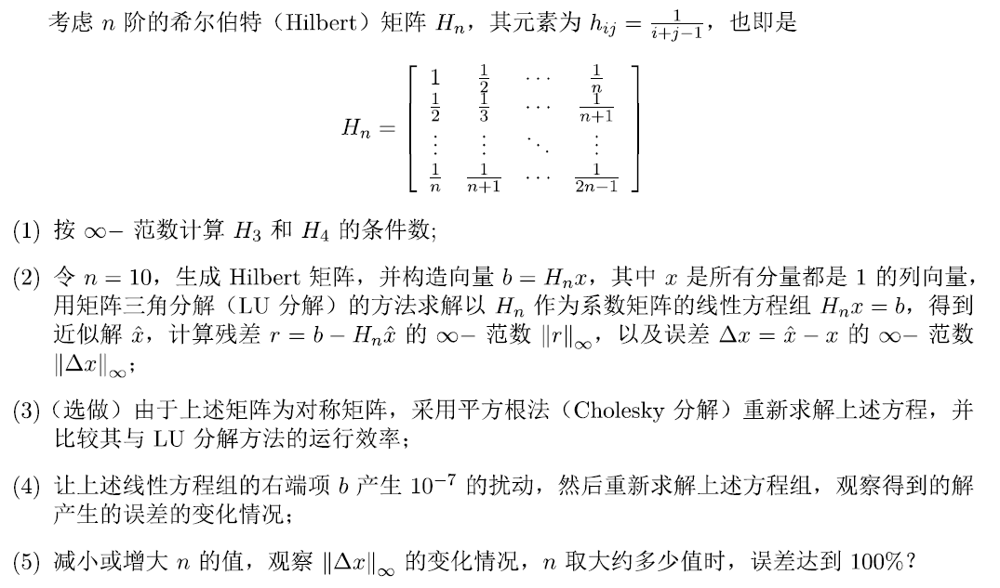 考虑 n 阶的希尔伯特（Hilbert）矩阵 H_n，其元素为 h_{ij} = \frac{1}{i+j-1}，也即是
H_n = \begin{bmatrix} 1 & \frac{1}{2} & \cdots & \frac{1}{n} \\ \frac{1}{2} & \frac{1}{3} & \cdots & \frac{1}{n+1} \\ \vdots & \vdots & \ddots & \vdots \\ \frac{1}{n} & \frac{1}{n+1} & \cdots & \frac{1}{2n-1} \end{bmatrix}
(1) 按 ∞− 范数计算 H_3 和 H_4 的条件数;
(2) 令 n = 10，生成 Hilbert 矩阵，并构造向量 b = H_n x，其中 x 是所有分量都是 1 的列向量，
用矩阵三角分解（LU 分解）的方法求解以 H_n 作为系数矩阵的线性方程组 H_n x = b，得到
近似解 \hat{x}，计算残差 r = b − H_n \hat{x} 的 ∞− 范数 ‖r‖_∞，以及误差 Δx = \hat{x} − x 的 ∞− 范数
‖Δx‖_∞；
(3)（选做）由于上述矩阵为对称矩阵，采用平方根法（Cholesky 分解）重新求解上述方程，并
比较其与 LU 分解方法的运行效率；
(4) 让上述线性方程组的右端项 b 产生 10^{−7} 的扰动，然后重新求解上述方程组，观察得到的解
产生的误差的变化情况；
(5) 减小或增大 n 的值，观察 ‖Δx‖_∞ 的变化情况，n 取大约多少值时，误差达到 100%？